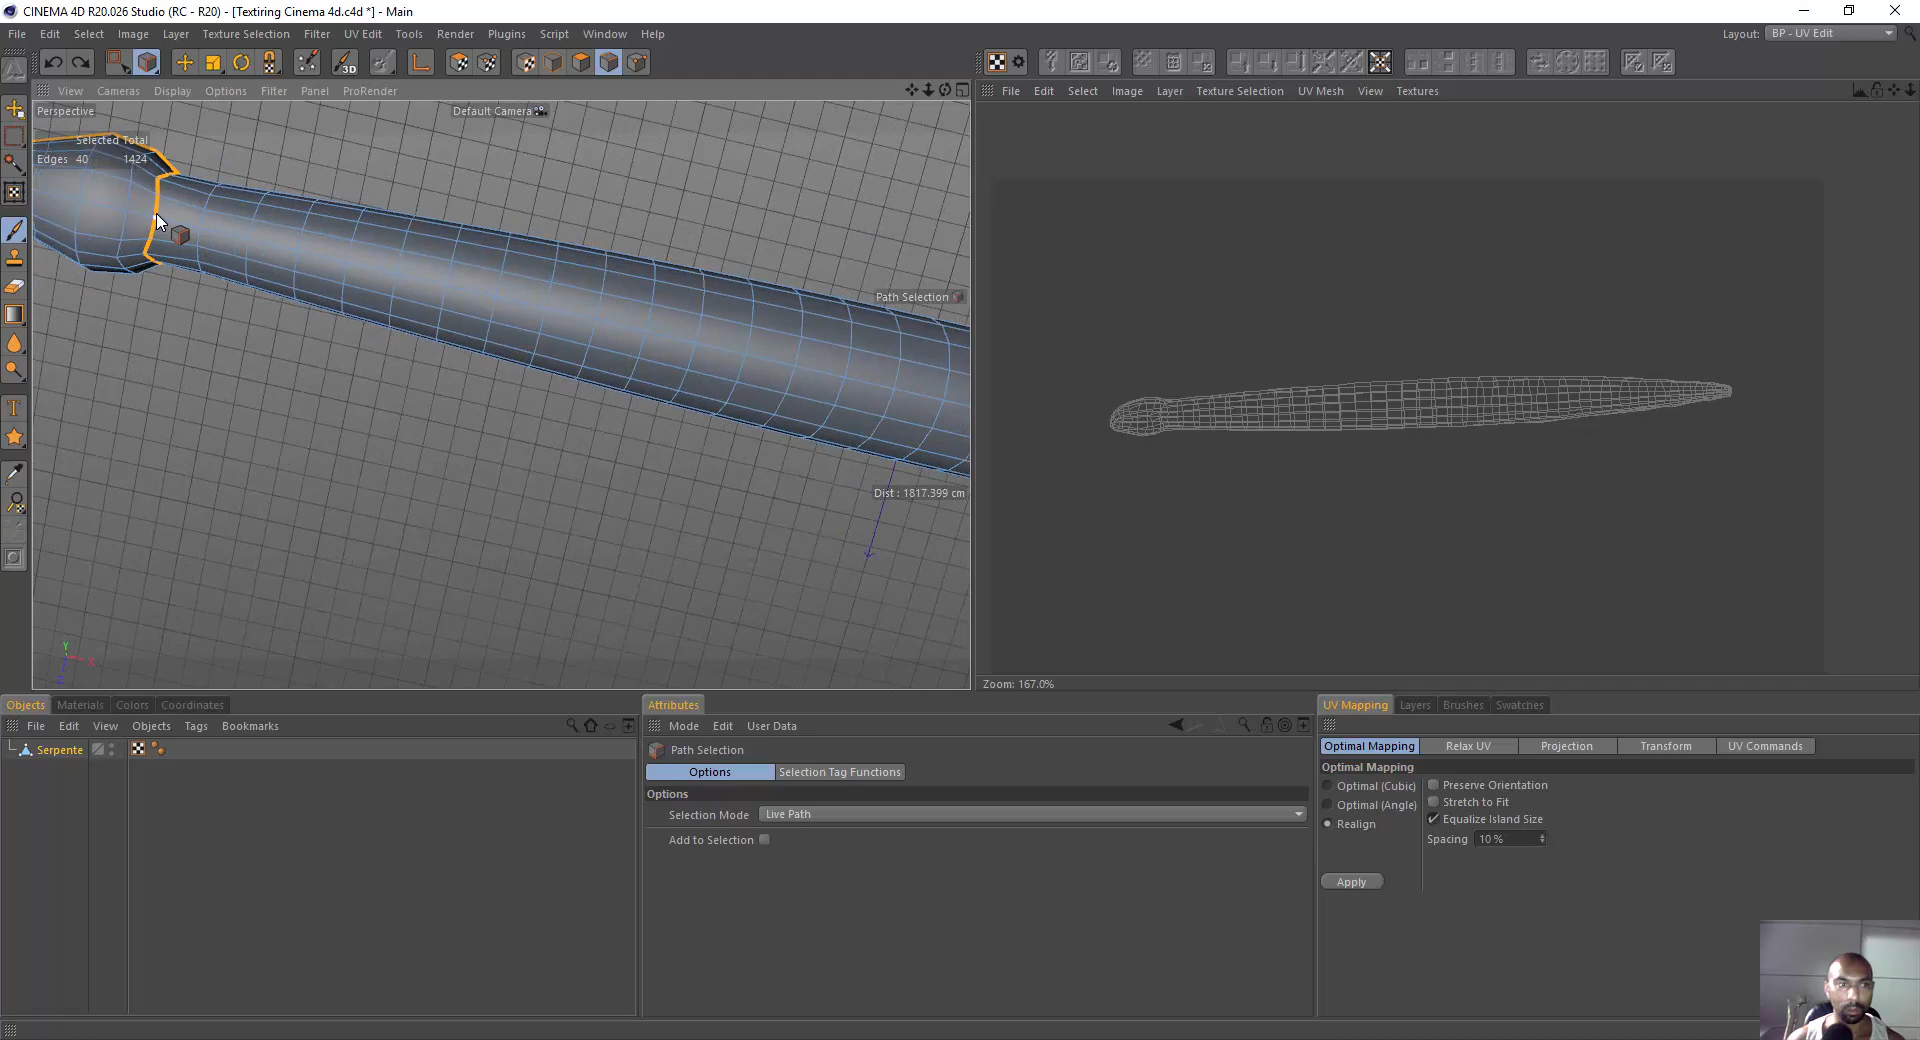 CINEMA 4D R20.026 Studio (RC - R20) - [Textiring Cinema 4d.c4d *] - Main
File Edit Select Image Layer Texture Selection Filter UV Edit Tools Render Plugins Script Window Help
Layout: BP - UV Edit
View Cameras Display Options Filter Panel ProRender
File Edit Select Image Layer Texture Selection UV Mesh View Textures
Perspective
Default Camera
Selected Total
Edges 40 1424
Path Selection
Dist : 1817.399 cm
Y
X
Z
Zoom: 167.0%
Objects Materials Colors Coordinates
File Edit View Objects Tags Bookmarks
Serpente
Attributes
Mode Edit User Data
Path Selection
Options Selection Tag Functions
Options
Selection Mode Live Path
Add to Selection
UV Mapping Layers Brushes Swatches
Optimal Mapping Relax UV Projection Transform UV Commands
Optimal Mapping
Optimal (Cubic) Preserve Orientation
Optimal (Angle) Stretch to Fit
Realign Equalize Island Size
Spacing 10 %
Apply